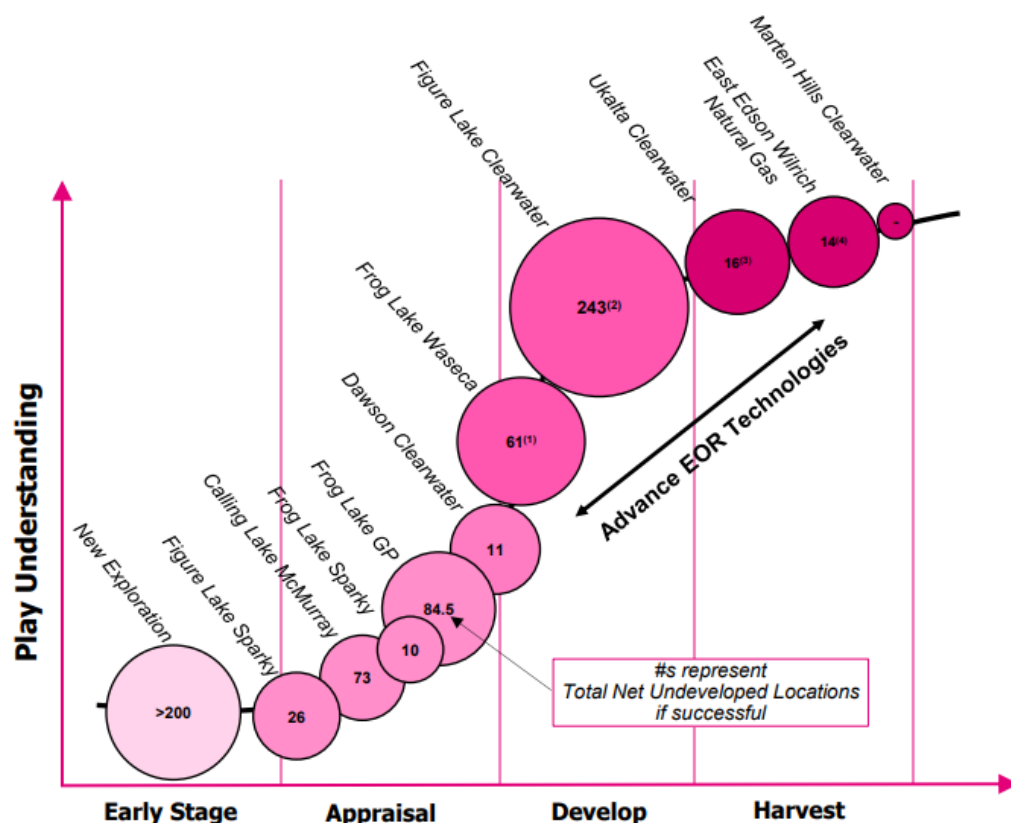 Marten Hills Clearwater
East Edson Wilrich
Natural Gas
Ukalta Clearwater
Figure Lake Clearwater
Frog Lake Waseca
Dawson Clearwater
Frog Lake GP
Frog Lake Sparky
Calling Lake McMurray
Figure Lake Sparky
New Exploration
-
14(4)
16(3)
243(2)
61(1)
11
84.5
10
73
26
>200
Advance EOR Technologies
#s represent
Total Net Undeveloped Locations
if successful
Play Understanding
Early Stage
Appraisal
Develop
Harvest